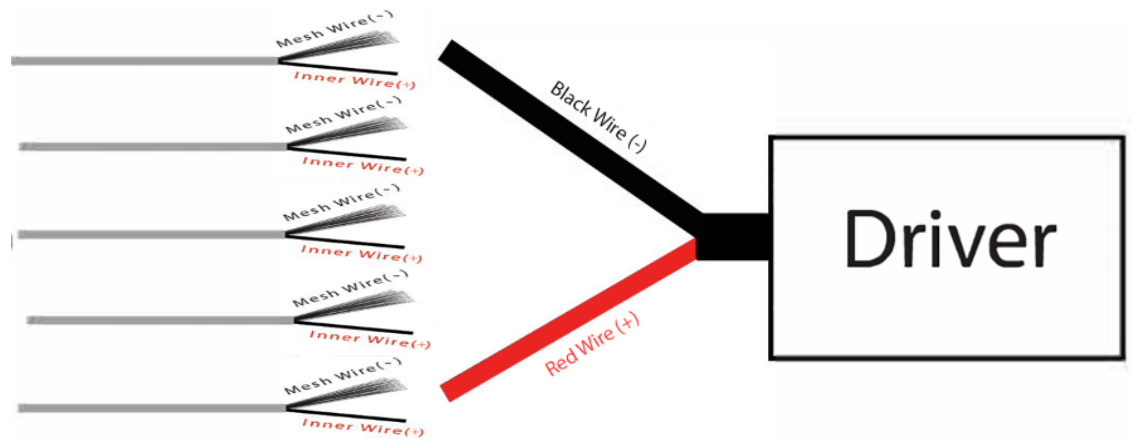 Mesh Wire(-)
Inner Wire(+)
Mesh Wire(-)
Inner Wire(+)
Mesh Wire(-)
Inner Wire(+)
Mesh Wire(-)
Inner Wire(+)
Mesh Wire(-)
Inner Wire(+)
Black Wire (-)
Red Wire (+)
Driver